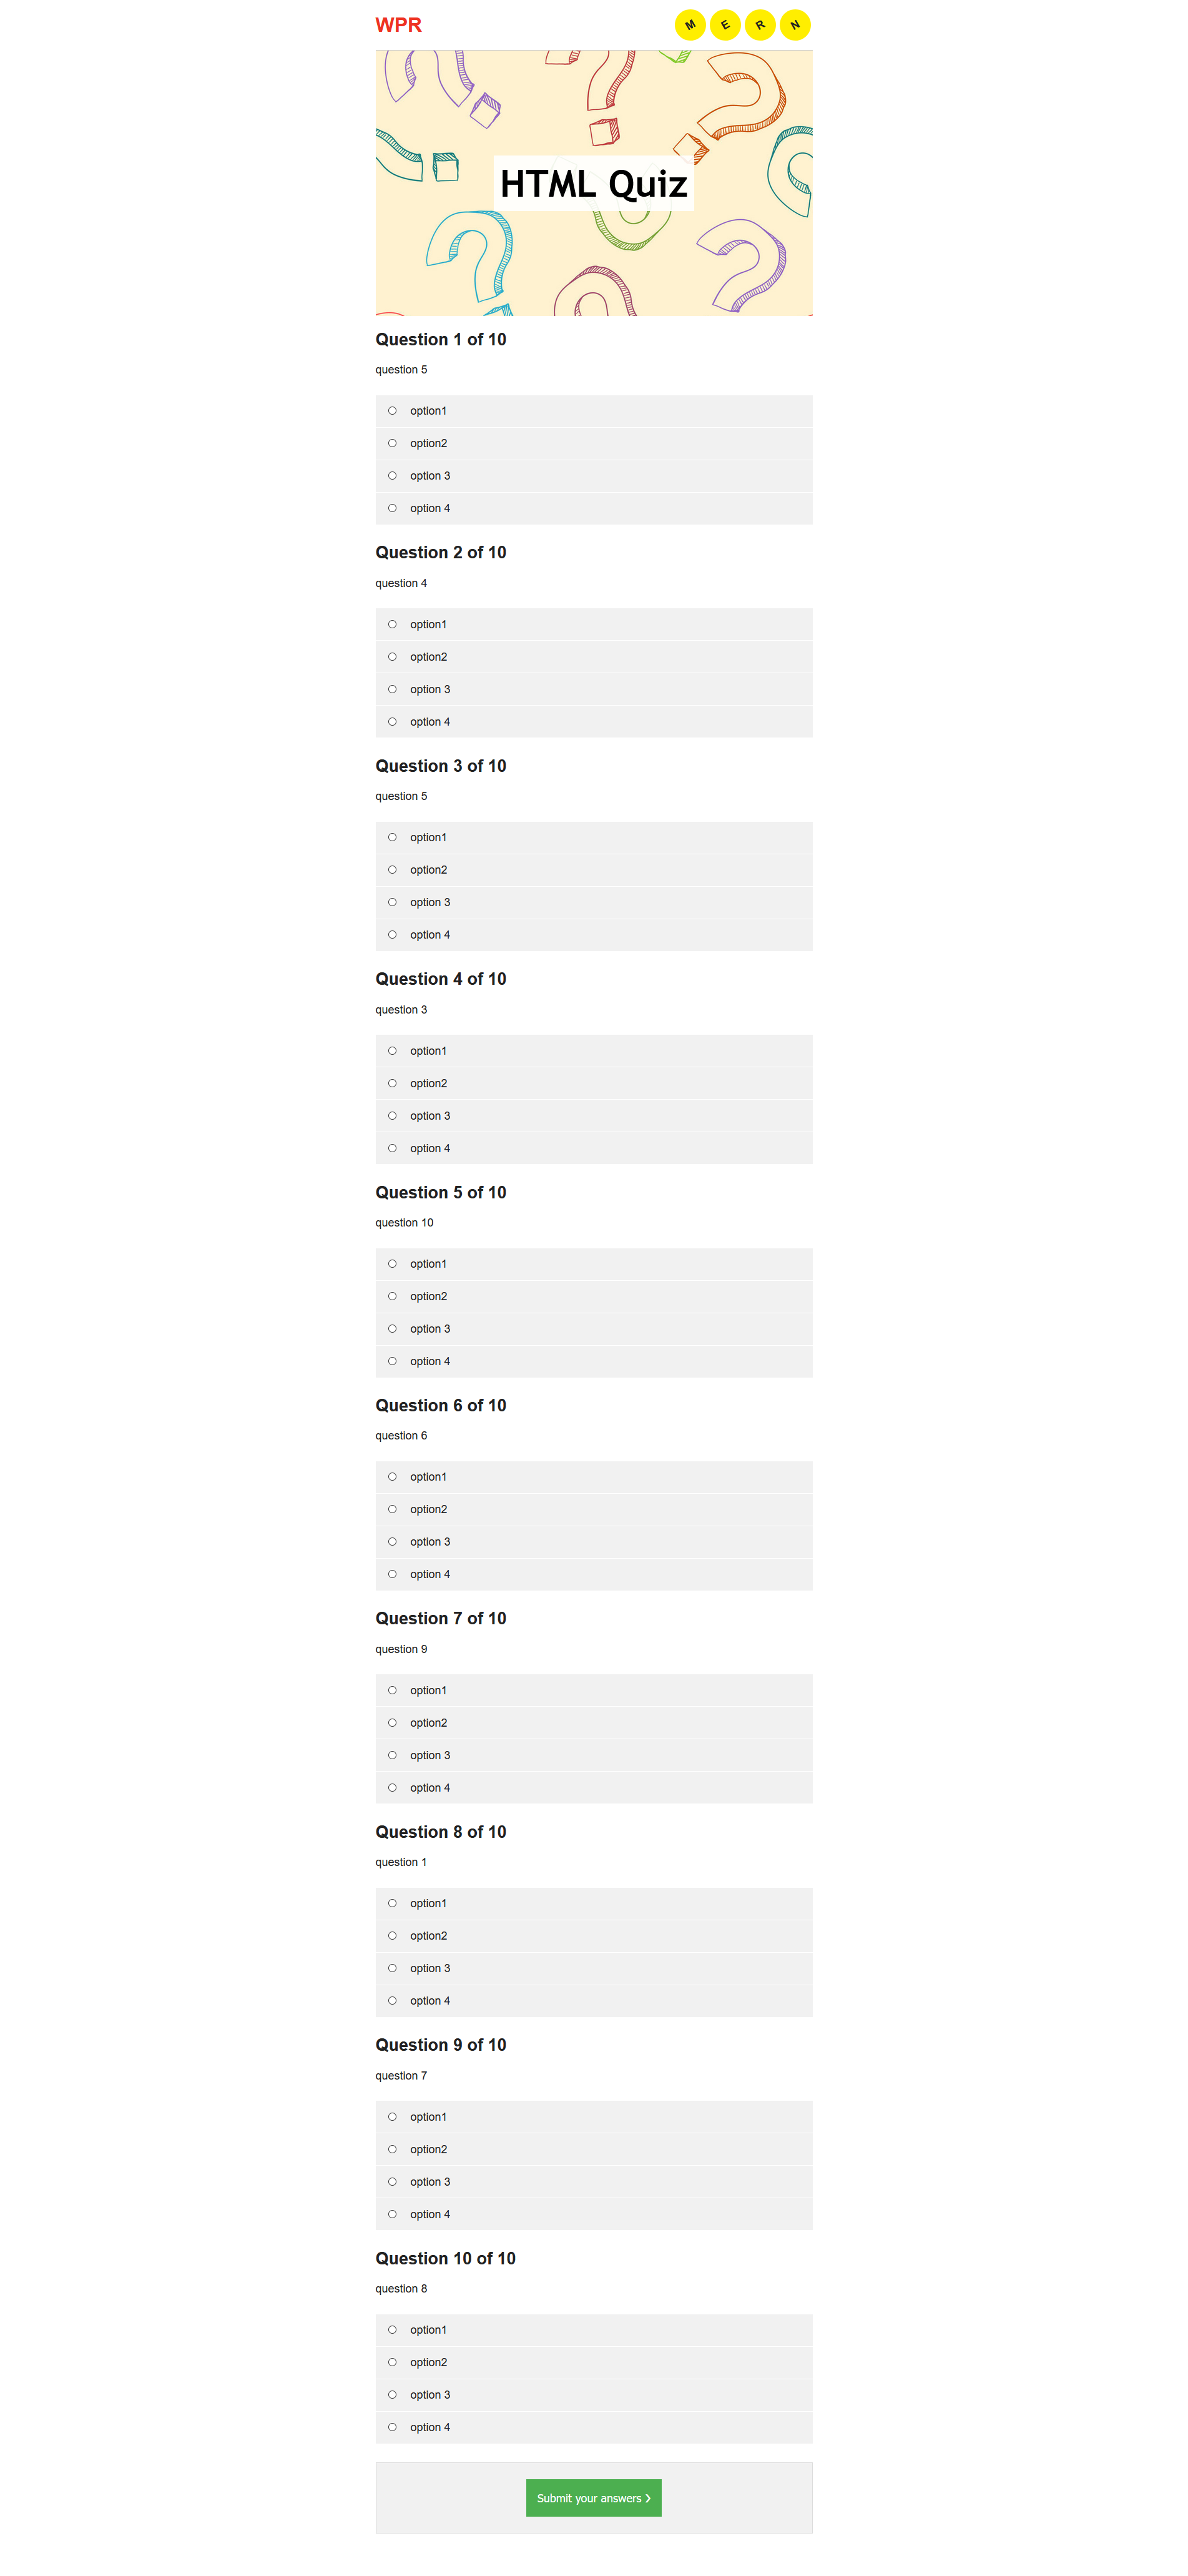 WPR
M E R N
HTML Quiz
Question 1 of 10
question 5
option1
option2
option 3
option 4
Question 2 of 10
question 4
option1
option2
option 3
option 4
Question 3 of 10
question 5
option1
option2
option 3
option 4
Question 4 of 10
question 3
option1
option2
option 3
option 4
Question 5 of 10
question 10
option1
option2
option 3
option 4
Question 6 of 10
question 6
option1
option2
option 3
option 4
Question 7 of 10
question 9
option1
option2
option 3
option 4
Question 8 of 10
question 1
option1
option2
option 3
option 4
Question 9 of 10
question 7
option1
option2
option 3
option 4
Question 10 of 10
question 8
option1
option2
option 3
option 4
Submit your answers ❯